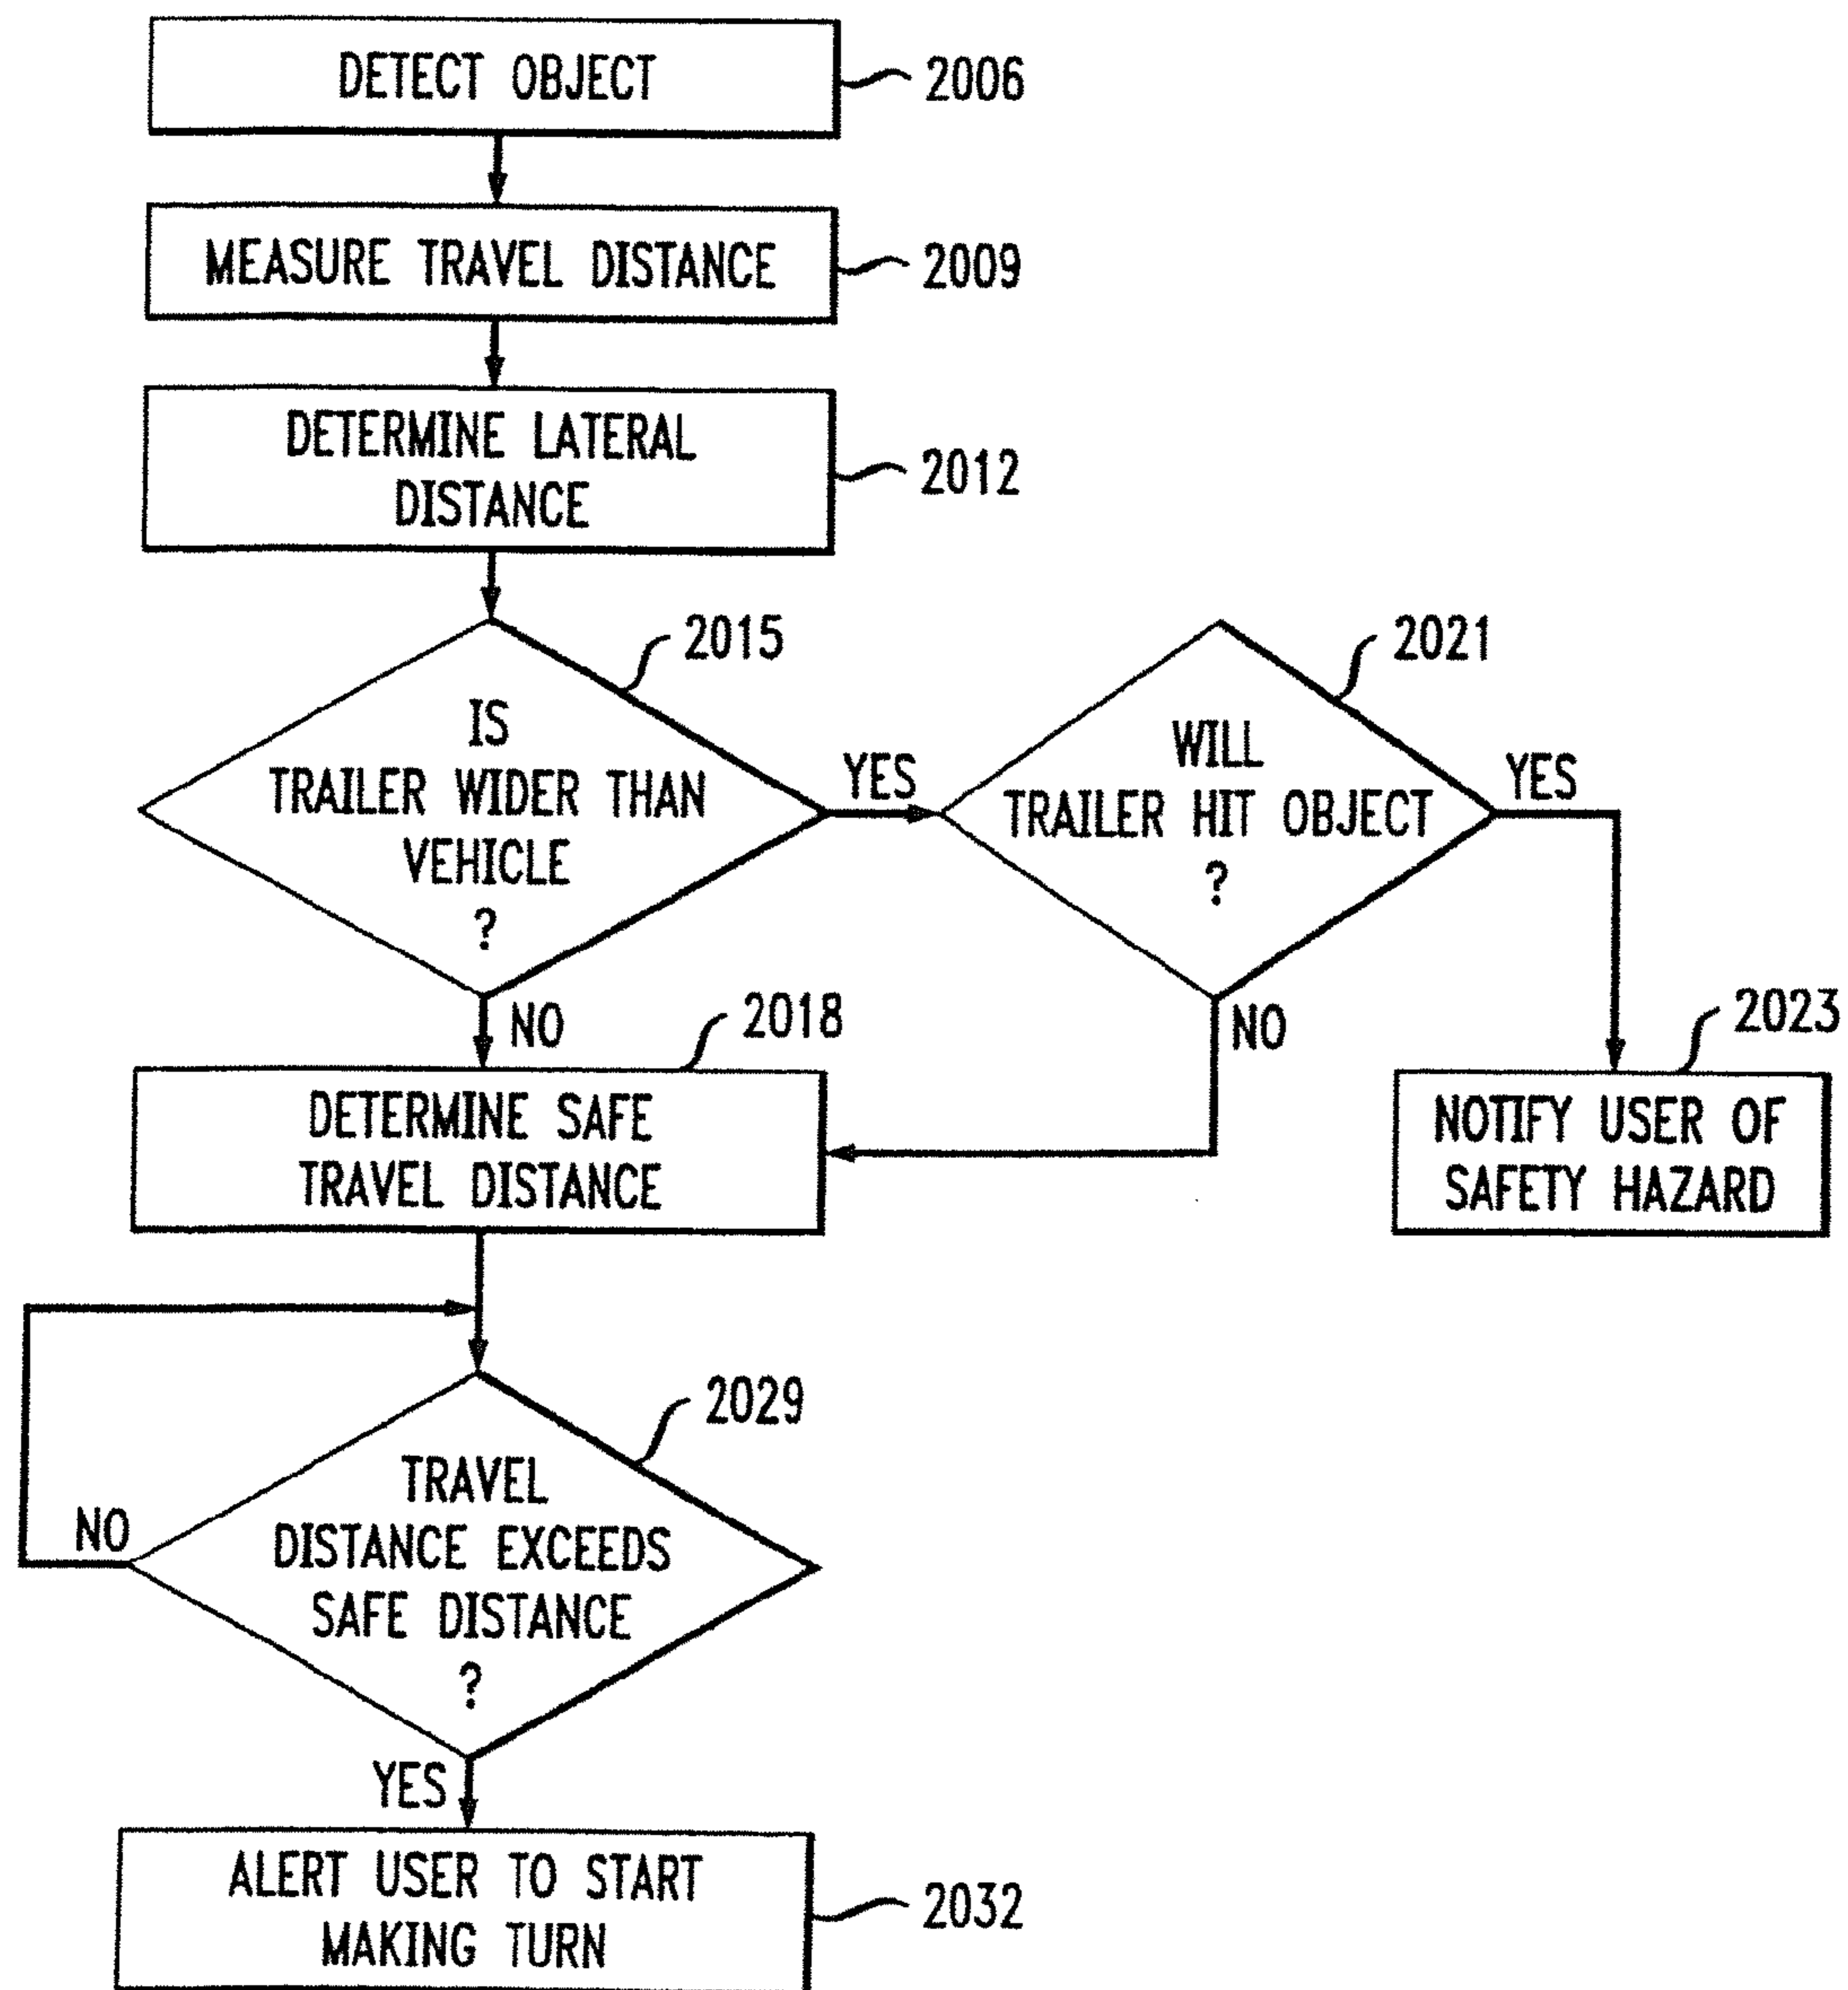 DETECT OBJECT
2006
MEASURE TRAVEL DISTANCE
2009
DETERMINE LATERAL
DISTANCE
2012
2015
IS
TRAILER WIDER THAN
VEHICLE
?
YES
NO
2021
WILL
TRAILER HIT OBJECT
?
YES
NO
2018
DETERMINE SAFE
TRAVEL DISTANCE
2023
NOTIFY USER OF
SAFETY HAZARD
2029
TRAVEL
DISTANCE EXCEEDS
SAFE DISTANCE
?
NO
YES
ALERT USER TO START
MAKING TURN
2032